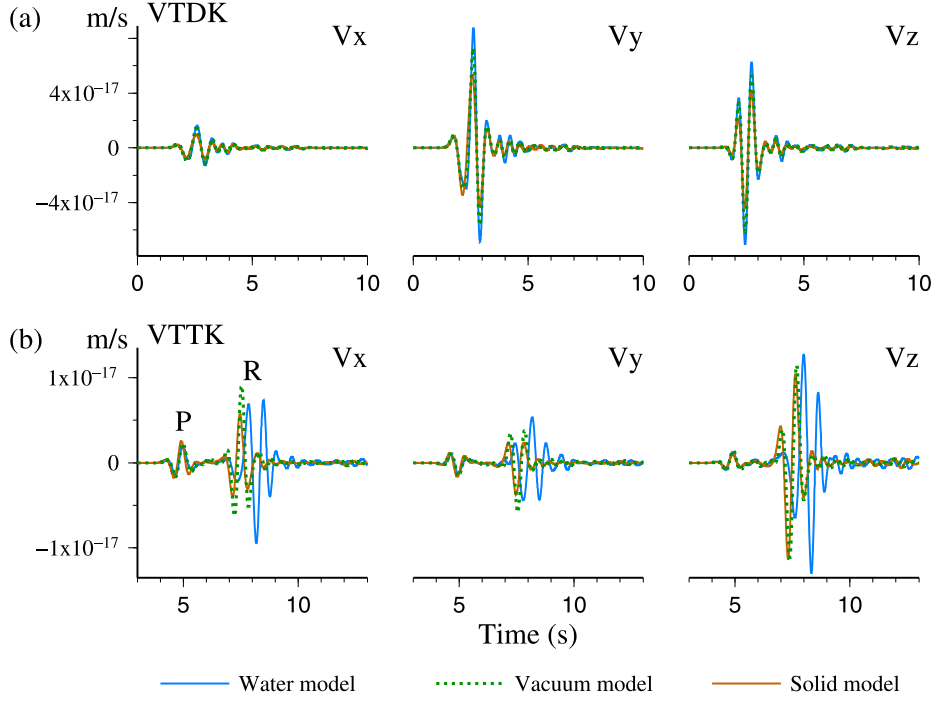 (a) m/s VTDK
Vx Vy Vz
4x10⁻¹⁷
0
−4x10⁻¹⁷
0 5 10 0 5 10 0 5 10
(b) m/s VTTK
Vx Vy Vz
1x10⁻¹⁷
R
P
0
−1x10⁻¹⁷
5 10 5 10 5 10
Time (s)
Water model Vacuum model Solid model